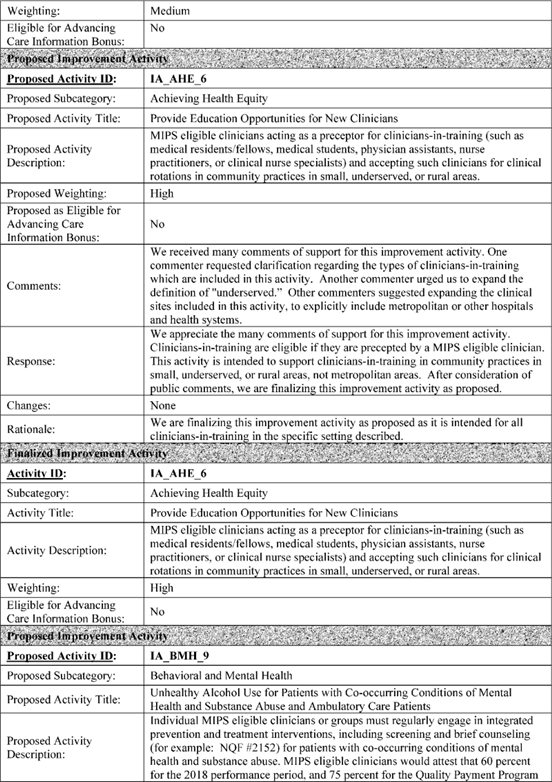 Weighting: Medium
Eligible for Advancing
Care Information Bonus: No
Proposed Improvement Activity
Proposed Activity ID: IA_AHE_6
Proposed Subcategory: Achieving Health Equity
Proposed Activity Title: Provide Education Opportunities for New Clinicians
Proposed Activity
Description:
MIPS eligible clinicians acting as a preceptor for clinicians-in-training (such as
medical residents/fellows, medical students, physician assistants, nurse
practitioners, or clinical nurse specialists) and accepting such clinicians for clinical
rotations in community practices in small, underserved, or rural areas.
Proposed Weighting: High
Proposed as Eligible for
Advancing Care
Information Bonus:
No
Comments:
We received many comments of support for this improvement activity. One
commenter requested clarification regarding the types of clinicians-in-training
which are included in this activity. Another commenter urged us to expand the
definition of "underserved.” Other commenters suggested expanding the clinical
sites included in this activity, to explicitly include metropolitan or other hospitals
and health systems.
Response:
We appreciate the many comments of support for this improvement activity.
Clinicians-in-training are eligible if they are precepted by a MIPS eligible clinician.
This activity is intended to support clinicians-in-training in community practices in
small, underserved, or rural areas, not metropolitan areas. After consideration of
public comments, we are finalizing this improvement activity as proposed.
Changes: None
Rationale:
We are finalizing this improvement activity as proposed as it is intended for all
clinicians-in-training in the specific setting described.
Finalized Improvement Activity
Activity ID: IA_AHE_6
Subcategory: Achieving Health Equity
Activity Title: Provide Education Opportunities for New Clinicians
Activity Description:
MIPS eligible clinicians acting as a preceptor for clinicians-in-training (such as
medical residents/fellows, medical students, physician assistants, nurse
practitioners, or clinical nurse specialists) and accepting such clinicians for clinical
rotations in community practices in small, underserved, or rural areas.
Weighting: High
Eligible for Advancing
Care Information Bonus: No
Proposed Improvement Activity
Proposed Activity ID: IA_BMH_9
Proposed Subcategory: Behavioral and Mental Health
Proposed Activity Title:
Unhealthy Alcohol Use for Patients with Co-occurring Conditions of Mental
Health and Substance Abuse and Ambulatory Care Patients
Proposed Activity
Description:
Individual MIPS eligible clinicians or groups must regularly engage in integrated
prevention and treatment interventions, including screening and brief counseling
(for example: NQF #2152) for patients with co-occurring conditions of mental
health and substance abuse. MIPS eligible clinicians would attest that 60 percent
for the 2018 performance period, and 75 percent for the Quality Payment Program